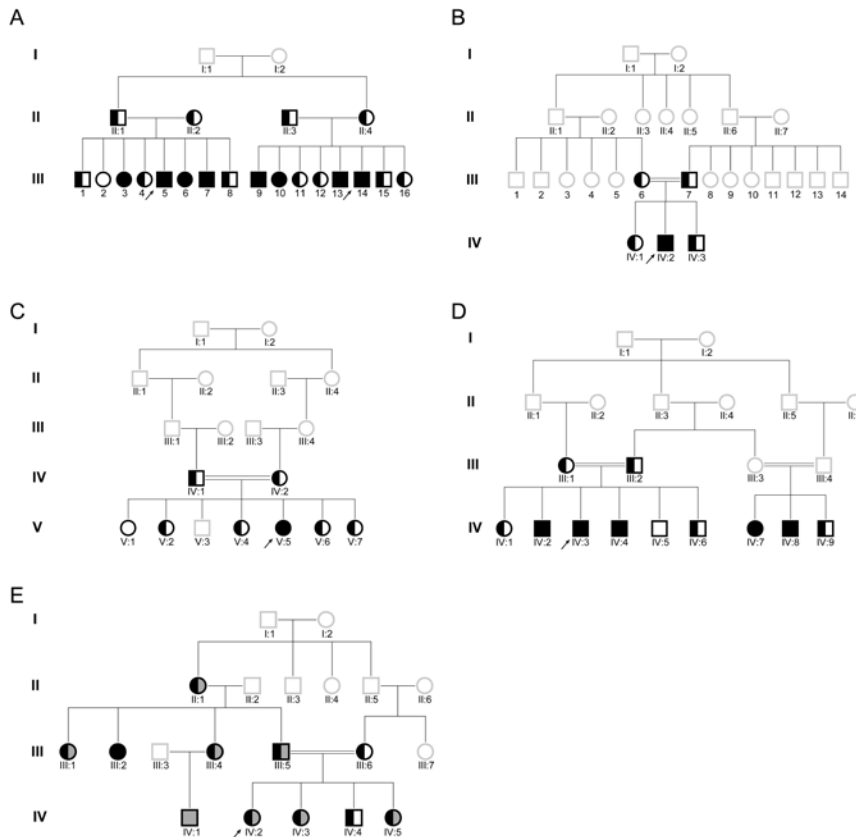 A
I
I:1 I:2
II
II:1 II:2 II:3 II:4
III
1 2 3 4 5 6 7 8 9 10 11 12 13 14 15 16
B
I
I:1 I:2
II
II:1 II:2 II:3 II:4 II:5 II:6 II:7
III
1 2 3 4 5 6 7 8 9 10 11 12 13 14
IV
IV:1 IV:2 IV:3
C
I
I:1 I:2
II
II:1 II:2 II:3 II:4
III
III:1 III:2 III:3 III:4
IV
IV:1 IV:2
V
V:1 V:2 V:3 V:4 V:5 V:6 V:7
D
I
I:1 I:2
II
II:1 II:2 II:3 II:4 II:5
III
III:1 III:2 III:3 III:4
IV
IV:1 IV:2 IV:3 IV:4 IV:5 IV:6 IV:7 IV:8 IV:9
E
I
I:1 I:2
II
II:1 II:2 II:3 II:4 II:5 II:6
III
III:1 III:2 III:3 III:4 III:5 III:6 III:7
IV
IV:1 IV:2 IV:3 IV:4 IV:5